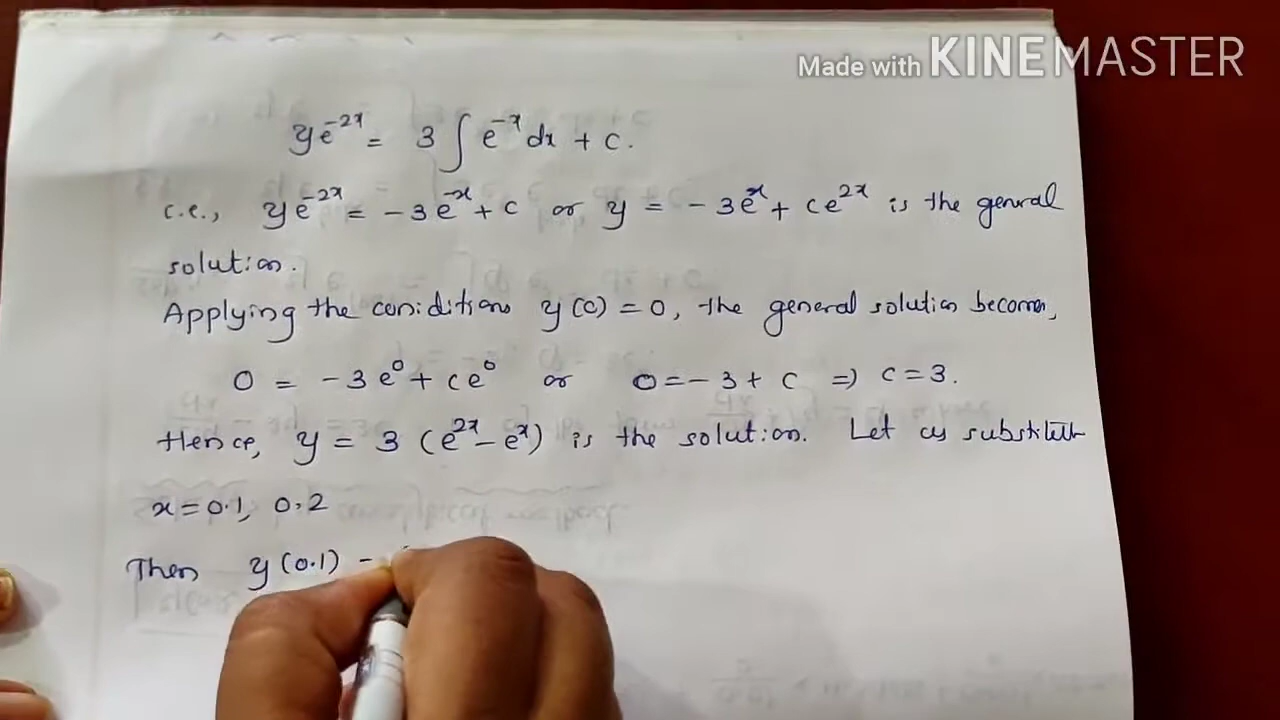 Made with KINEMASTER
ye^{-2x} = 3 ∫ e^{-x} dx + c.
i.e., ye^{-2x} = -3e^{-x} + c or y = -3e^{x} + ce^{2x} is the general
solution.
Applying the conditions y(0) = 0, the general solution becomes,
0 = -3e^{0} + ce^{0} or 0 = -3 + c ⇒ c = 3.
Hence, y = 3 (e^{2x} - e^{x}) is the solution. Let us substitute
x = 0.1, 0.2
Then y(0.1) =